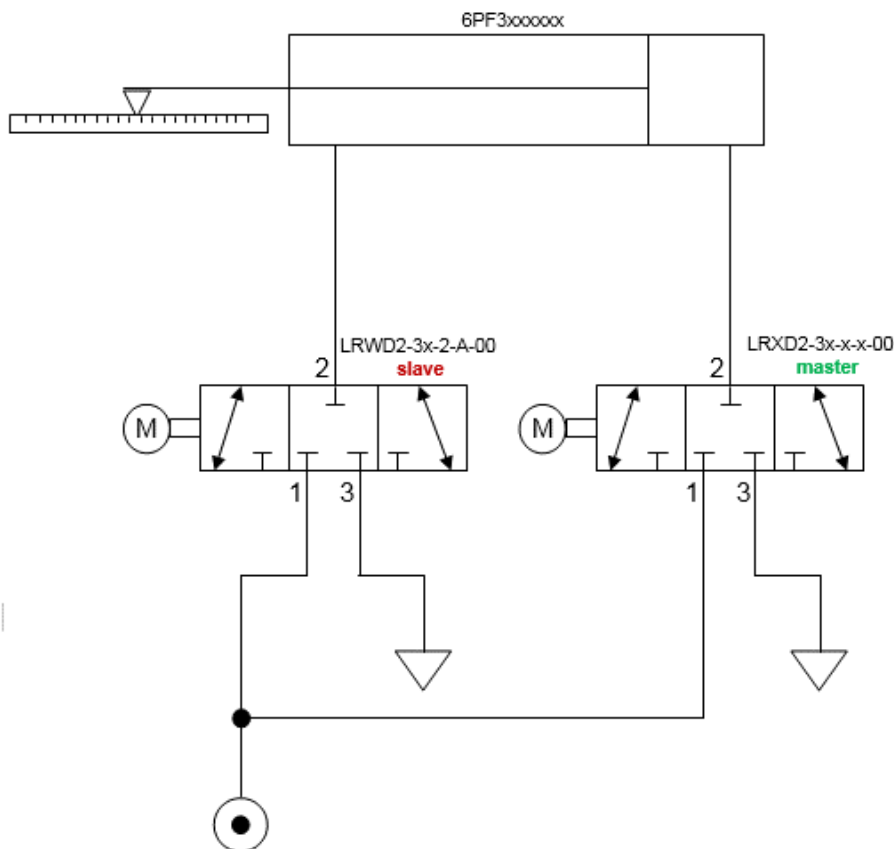 6PF3xxxxxx
LRWD2-3x-2-A-00
slave
LRXD2-3x-x-x-00
master
2
2
M
M
1
3
1
3